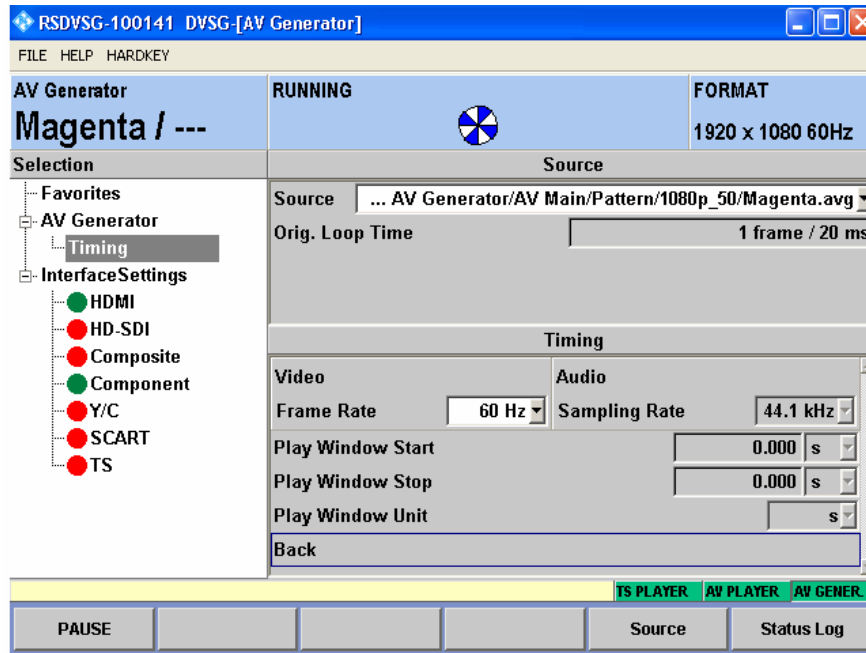 RSDVSG-100141 DVSG-[AV Generator]
FILE HELP HARDKEY
AV Generator RUNNING FORMAT
Magenta / --- 1920 x 1080 60Hz
Selection Source
Favorites
AV Generator
Timing
InterfaceSettings
HDMI
HD-SDI
Composite
Component
Y/C
SCART
TS
Source ... AV Generator/AV Main/Pattern/1080p_50/Magenta.avg
Orig. Loop Time 1 frame / 20 ms
Timing
Video Audio
Frame Rate 60 Hz Sampling Rate 44.1 kHz
Play Window Start 0.000 s
Play Window Stop 0.000 s
Play Window Unit s
Back
TS PLAYER AV PLAYER AV GENER.
PAUSE Source Status Log